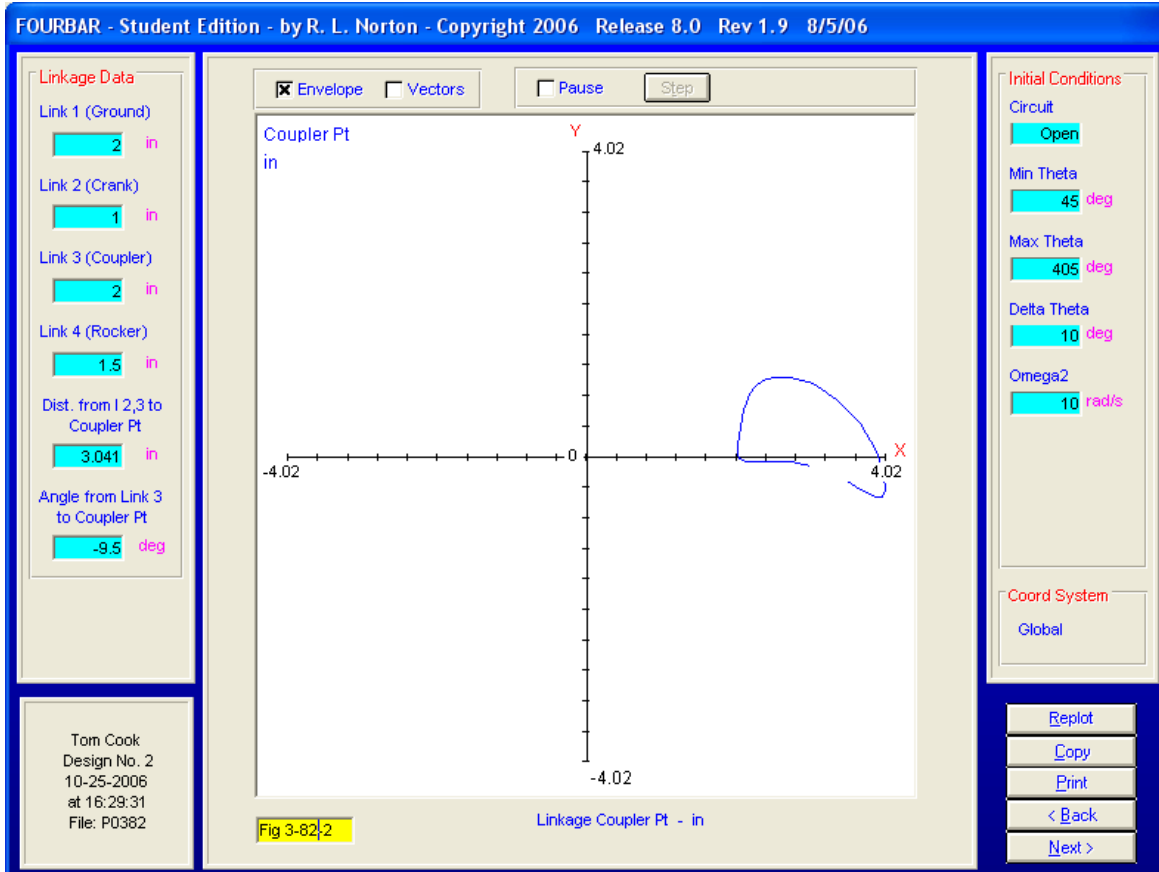 FOURBAR - Student Edition - by R. L. Norton - Copyright 2006 Release 8.0 Rev 1.9 8/5/06
Linkage Data
Link 1 (Ground)
2 in
Link 2 (Crank)
1 in
Link 3 (Coupler)
2 in
Link 4 (Rocker)
1.5 in
Dist. from I 2,3 to
Coupler Pt
3.041 in
Angle from Link 3
to Coupler Pt
-9.5 deg
Tom Cook
Design No. 2
10-25-2006
at 16:29:31
File: P0382
Envelope Vectors
Pause Step
Coupler Pt
in
Y
4.02
-4.02
0
X
4.02
-4.02
Fig 3-82-2
Linkage Coupler Pt - in
Initial Conditions
Circuit
Open
Min Theta
45 deg
Max Theta
405 deg
Delta Theta
10 deg
Omega2
10 rad/s
Coord System
Global
Replot
Copy
Print
< Back
Next >